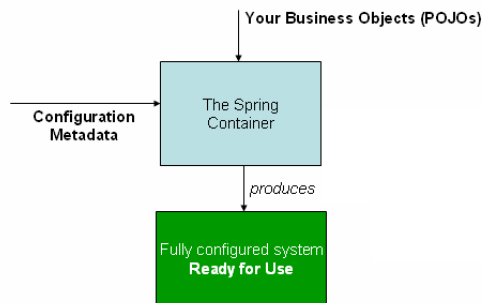 Your Business Objects (POJOs)
The Spring
Container
Configuration
Metadata
produces
Fully configured system
Ready for Use